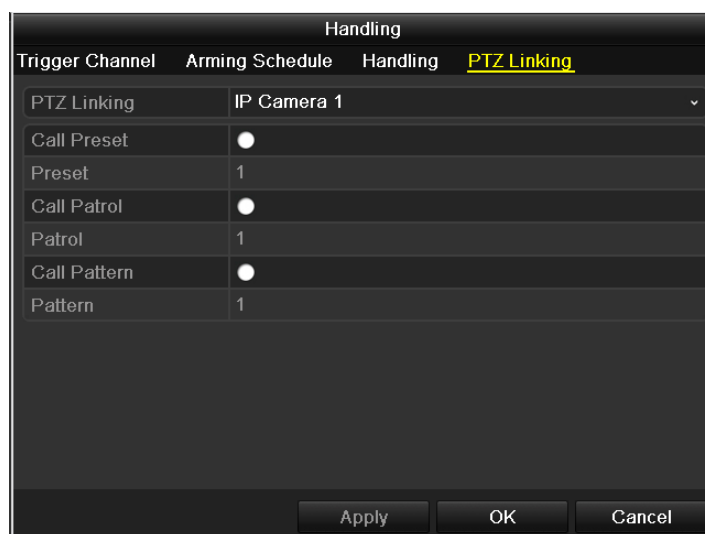 Handling
Trigger Channel Arming Schedule Handling PTZ Linking
PTZ Linking IP Camera 1
Call Preset
Preset 1
Call Patrol
Patrol 1
Call Pattern
Pattern 1
Apply OK Cancel